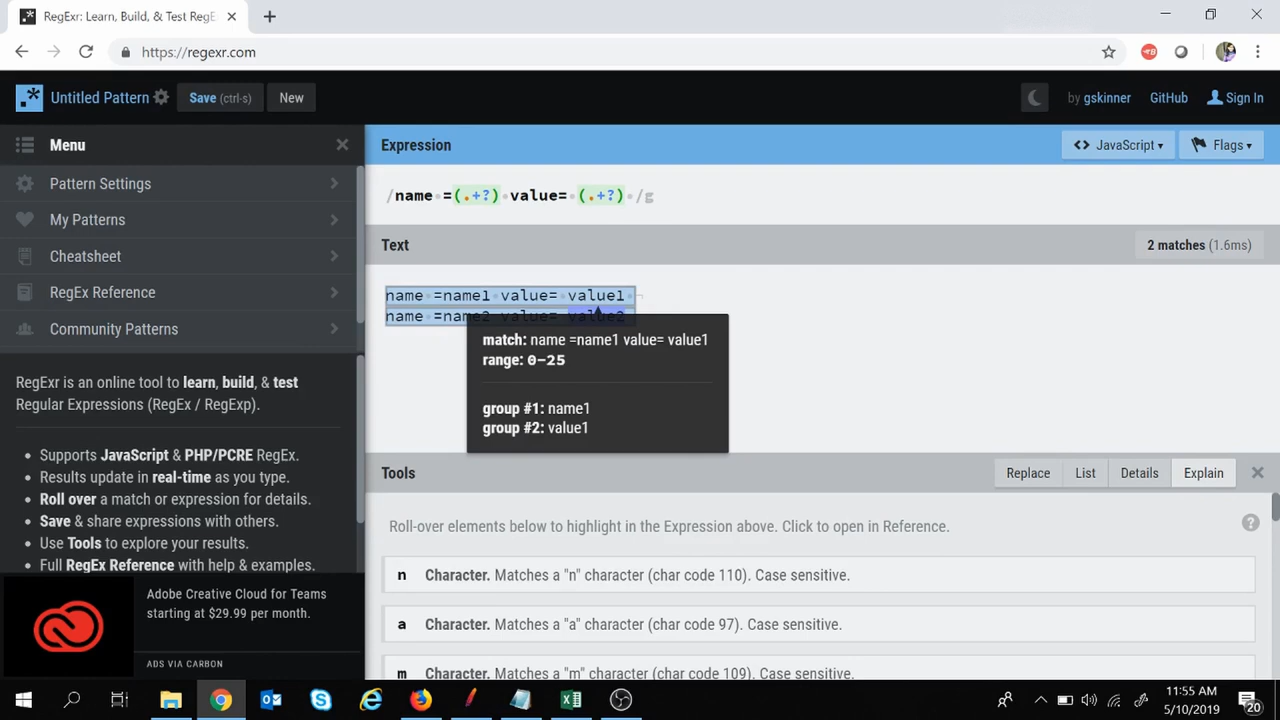 RegExr: Learn, Build, & Test RegE
https://regexr.com
Untitled Pattern
Save (ctrl-s)
New
by gskinner
GitHub
Sign In
Menu
Pattern Settings
My Patterns
Cheatsheet
RegEx Reference
Community Patterns
RegExr is an online tool to learn, build, & test
Regular Expressions (RegEx / RegExp).
Supports JavaScript & PHP/PCRE RegEx.
Results update in real-time as you type.
Roll over a match or expression for details.
Save & share expressions with others.
Use Tools to explore your results.
Full RegEx Reference with help & examples.
Adobe Creative Cloud for Teams
starting at $29.99 per month.
ADS VIA CARBON
Expression
<> JavaScript
Flags
/name =(.+?) value= (.+?) /g
Text
2 matches (1.6ms)
name =name1 value= value1
name =name2 value= value2
match: name =name1 value= value1
range: 0-25
group #1: name1
group #2: value1
Tools
Replace
List
Details
Explain
Roll-over elements below to highlight in the Expression above. Click to open in Reference.
n Character. Matches a "n" character (char code 110). Case sensitive.
a Character. Matches a "a" character (char code 97). Case sensitive.
m Character. Matches a "m" character (char code 109). Case sensitive.
11:55 AM
5/10/2019
20